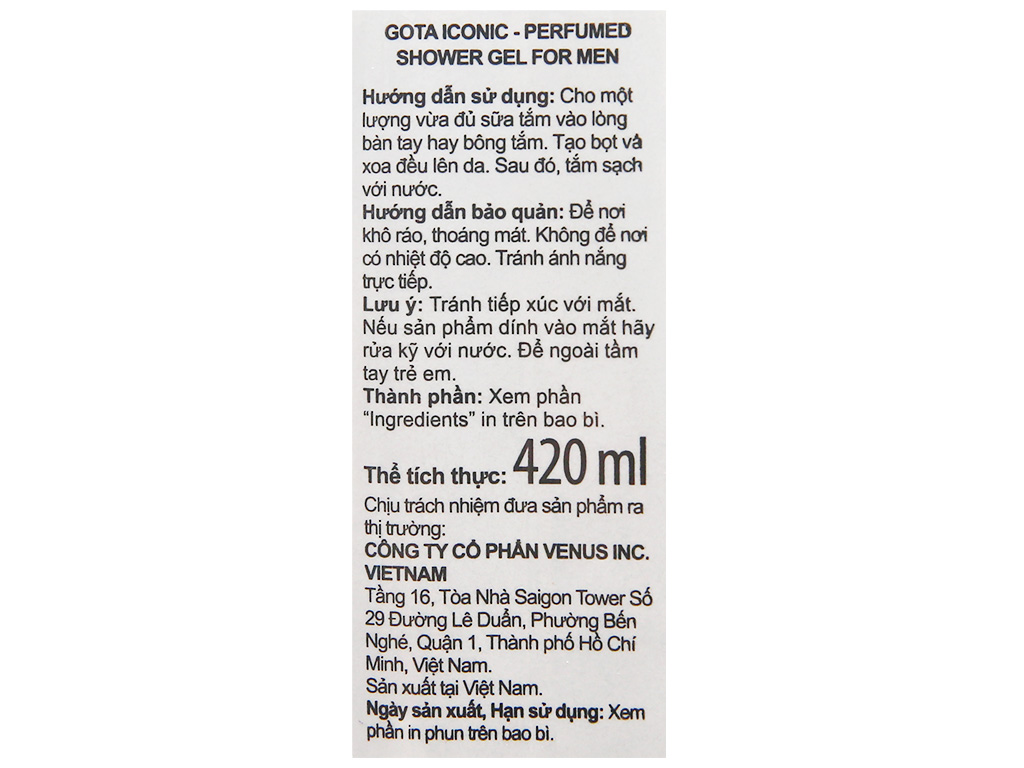 GOTA ICONIC - PERFUMED
SHOWER GEL FOR MEN
Hướng dẫn sử dụng: Cho một
lượng vừa đủ sữa tắm vào lòng
bàn tay hay bông tắm. Tạo bọt và
xoa đều lên da. Sau đó, tắm sạch
với nước.
Hướng dẫn bảo quản: Để nơi
khô ráo, thoáng mát. Không để nơi
có nhiệt độ cao. Tránh ánh nắng
trực tiếp.
Lưu ý: Tránh tiếp xúc với mắt.
Nếu sản phẩm dính vào mắt hãy
rửa kỹ với nước. Để ngoài tầm
tay trẻ em.
Thành phần: Xem phần
“Ingredients” in trên bao bì.
Thể tích thực: 420 ml
Chịu trách nhiệm đưa sản phẩm ra
thị trường:
CÔNG TY CỔ PHẦN VENUS INC.
VIETNAM
Tầng 16, Tòa Nhà Saigon Tower Số
29 Đường Lê Duẩn, Phường Bến
Nghé, Quận 1, Thành phố Hồ Chí
Minh, Việt Nam.
Sản xuất tại Việt Nam.
Ngày sản xuất, Hạn sử dụng: Xem
phần in phun trên bao bì.